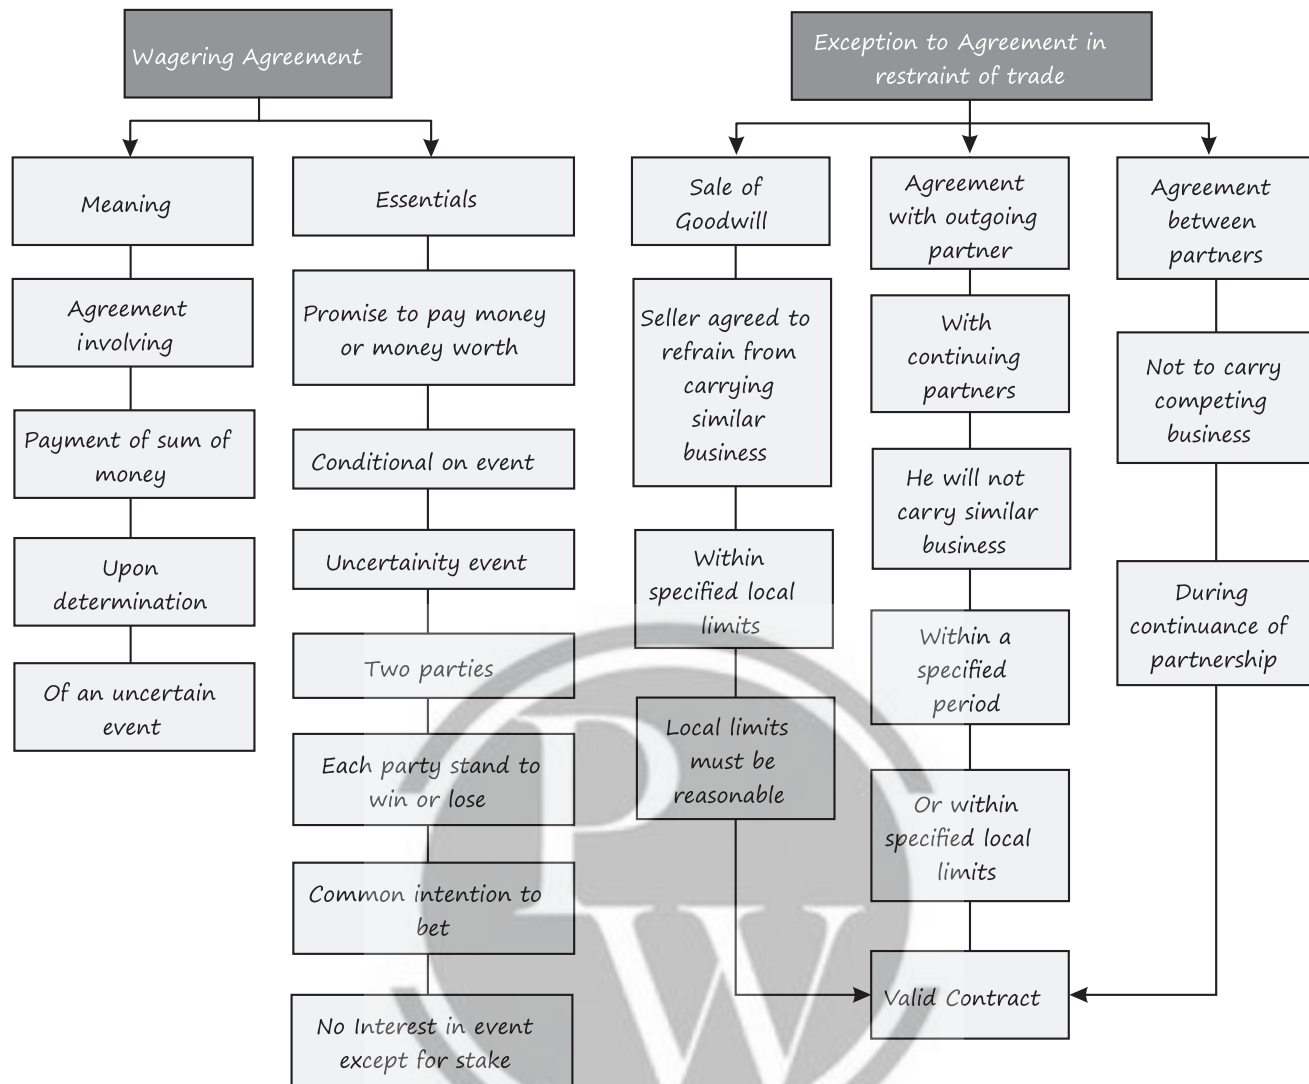 Wagering Agreement
Meaning
Agreement
involving
Payment of sum of
money
Upon
determination
Of an uncertain
event
Essentials
Promise to pay money
or money worth
Conditional on event
Uncertainity event
Two parties
Each party stand to
win or lose
Common intention to
bet
No Interest in event
except for stake
Exception to Agreement in
restraint of trade
Sale of
Goodwill
Seller agreed to
refrain from
carrying
similar
business
Within
specified local
limits
Local limits
must be
reasonable
Agreement
with outgoing
partner
With
continuing
partners
He will not
carry similar
business
Within a
specified
period
Or within
specified local
limits
Valid Contract
Agreement
between
partners
Not to carry
competing
business
During
continuance of
partnership
PW